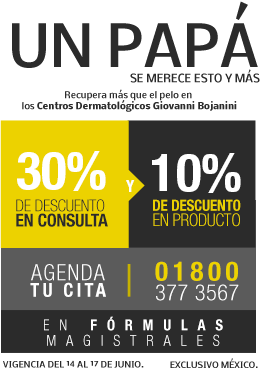 UN PAPÁ
SE MERECE ESTO Y MÁS
Recupera más que el pelo en
los Centros Dermatológicos Giovanni Bojanini
30%
DE DESCUENTO
EN CONSULTA
Y
10%
DE DESCUENTO
EN PRODUCTO
AGENDA
TU CITA
01800
377 3567
EN FÓRMULAS
MAGISTRALES
VIGENCIA DEL 14 AL 17 DE JUNIO. EXCLUSIVO MÉXICO.